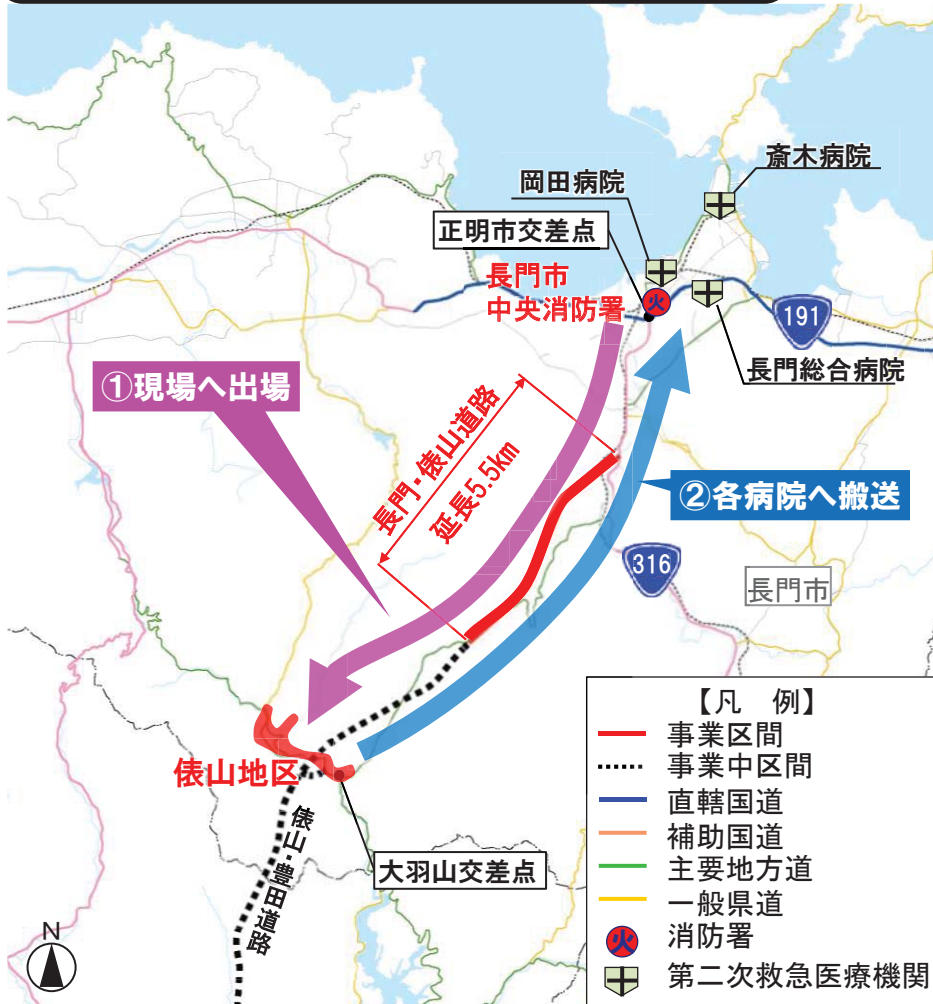 斎木病院
岡田病院
正明市交差点
長門市
中央消防署
火
191
長門総合病院
①現場へ出場
長門・俵山道路
延長5.5km
②各病院へ搬送
316
長門市
俵山地区
俵山・豊田道路
大羽山交差点
N
【凡 例】
事業区間
事業中区間
直轄国道
補助国道
主要地方道
一般県道
火 消防署
第二次救急医療機関